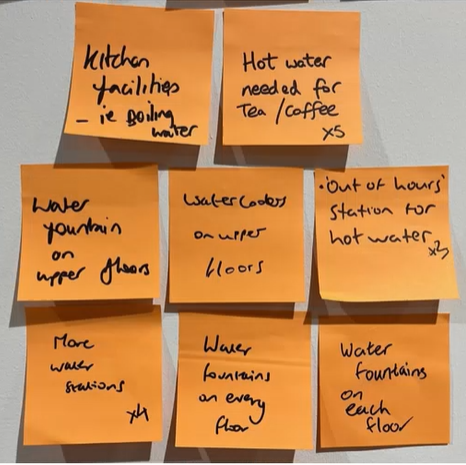 Kitchen
facilities
- ie Boiling
water
Hot water
needed for
Tea /Coffee
x5
Water
fountain
on
upper floors
Water Coolers
on upper
floors
'Out of hours'
station for
hot water
More
water
stations
x4
Water
fountains
on every
floor
Water
fountains
on
each
floor